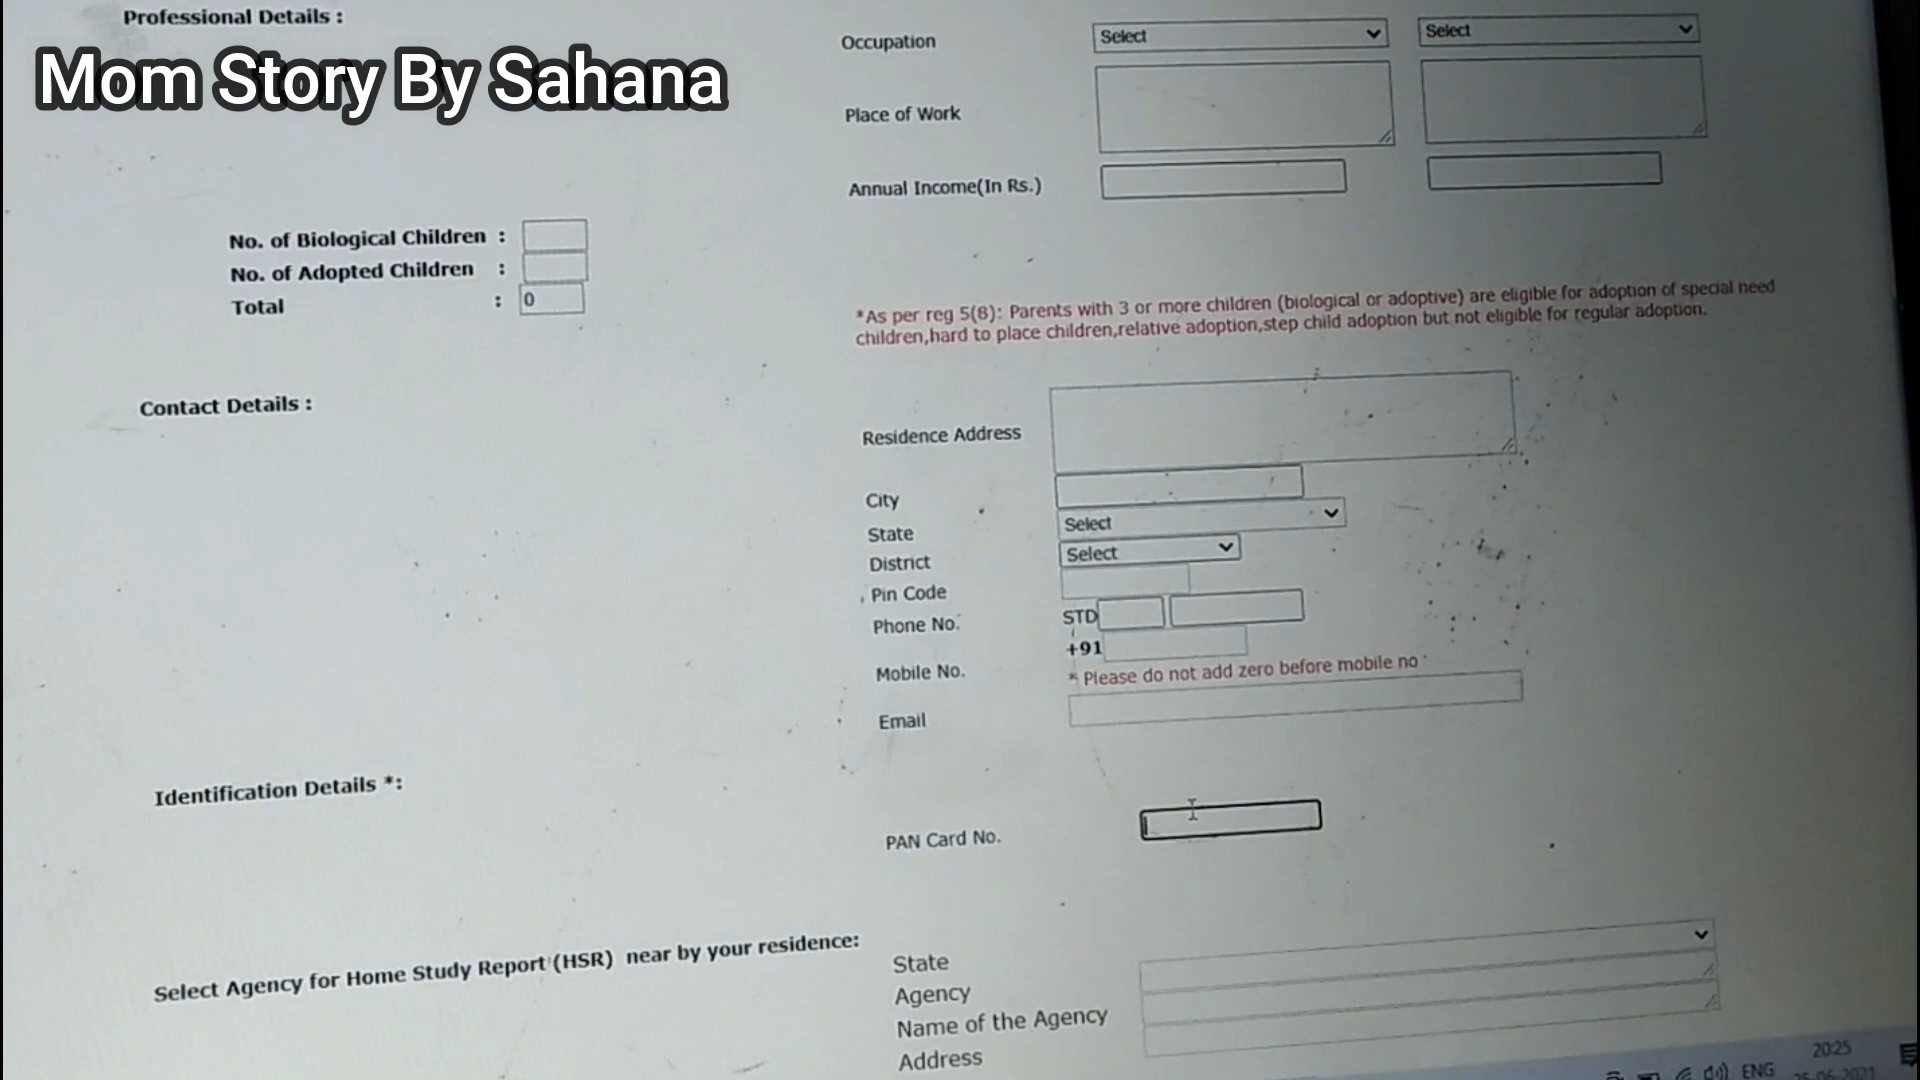 Professional Details :
Mom Story By Sahana
Occupation Select Select
Place of Work
Annual Income(In Rs.)
No. of Biological Children :
No. of Adopted Children :
Total : 0
*As per reg 5(8): Parents with 3 or more children (biological or adoptive) are eligible for adoption of special need
children,hard to place children,relative adoption,step child adoption but not eligible for regular adoption.
Contact Details :
Residence Address
City
State Select
District Select
Pin Code
Phone No. STD
+91
Mobile No.
* Please do not add zero before mobile no
Email
Identification Details *:
PAN Card No.
Select Agency for Home Study Report (HSR) near by your residence:
State
Agency
Name of the Agency
Address
20:25
ENG